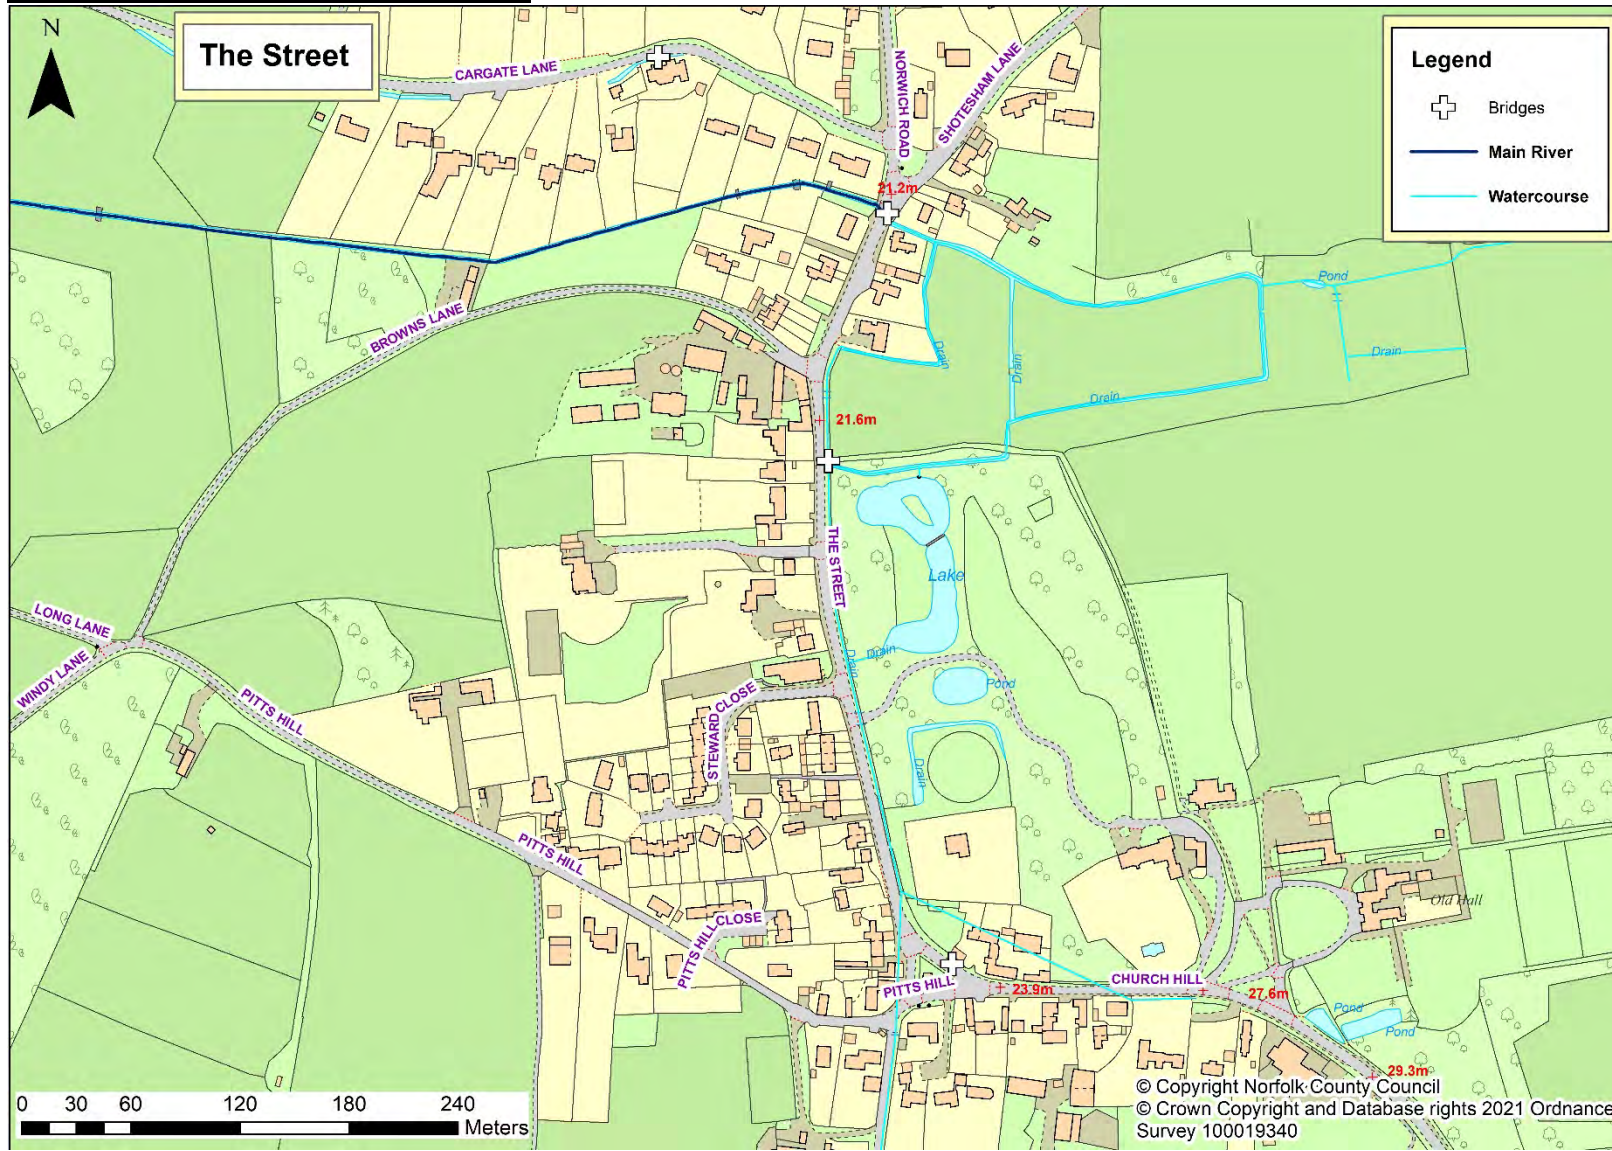 N
The Street
CARGATE LANE
NORWICH ROAD
SHOTESHAM LANE
Legend
Bridges
Main River
Watercourse
21.2m
Pond
BROWNS LANE
Drain
Drain
Drain
Drain
21.6m
THE STREET
Lake
LONG LANE
WINDY LANE
PITTS HILL
Drain
Drain
Pond
STEWARD CLOSE
Drain
PITTS HILL
PITTS HILL CLOSE
Old Hall
PITTS HILL
CHURCH HILL
23.9m
27.6m
Pond
Pond
29.3m
0 30 60 120 180 240
Meters
© Copyright Norfolk County Council
© Crown Copyright and Database rights 2021 Ordnance
Survey 100019340